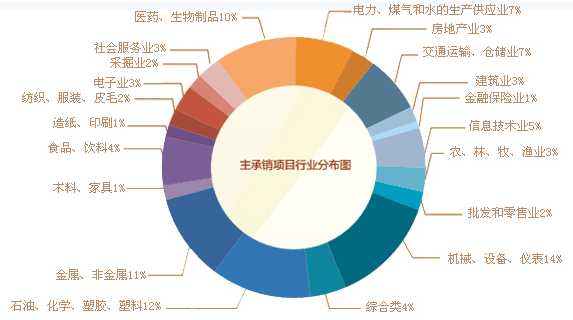 医药、生物制品10%
电力、煤气和水的生产供应业7%
房地产业3%
交通运输、仓储业7%
建筑业3%
金融保险业1%
信息技术业5%
农、林、牧、渔业3%
批发和零售业2%
机械、设备、仪表14%
综合类4%
石油、化学、塑胶、塑料12%
金属、非金属11%
木料、家具1%
食品、饮料4%
造纸、印刷1%
纺织、服装、皮毛2%
电子业3%
采掘业2%
社会服务业3%
主承销项目行业分布图